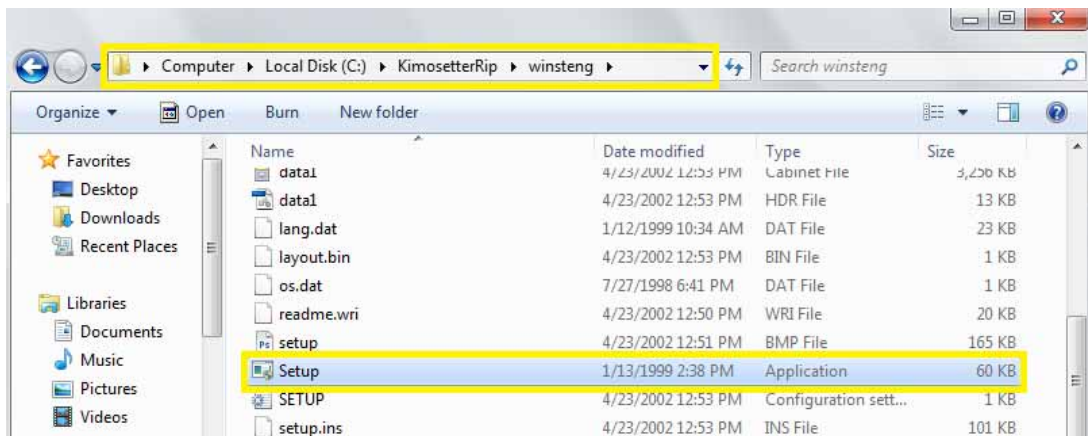 Computer Local Disk (C:) KimosetterRip winsteng Search winsteng
Organize Open Burn New folder
Favorites
Desktop
Downloads
Recent Places
Libraries
Documents
Music
Pictures
Videos
Name Date modified Type Size
data1 4/23/2002 12:53 PM Cabinet File 3,256 KB
data1 4/23/2002 12:53 PM HDR File 13 KB
lang.dat 1/12/1999 10:34 AM DAT File 23 KB
layout.bin 4/23/2002 12:53 PM BIN File 1 KB
os.dat 7/27/1998 6:41 PM DAT File 1 KB
readme.wri 4/23/2002 12:50 PM WRI File 20 KB
Ps setup 4/23/2002 12:51 PM BMP File 165 KB
Setup 1/13/1999 2:38 PM Application 60 KB
SETUP 4/23/2002 12:53 PM Configuration sett... 1 KB
setup.ins 4/23/2002 12:53 PM INS File 101 KB